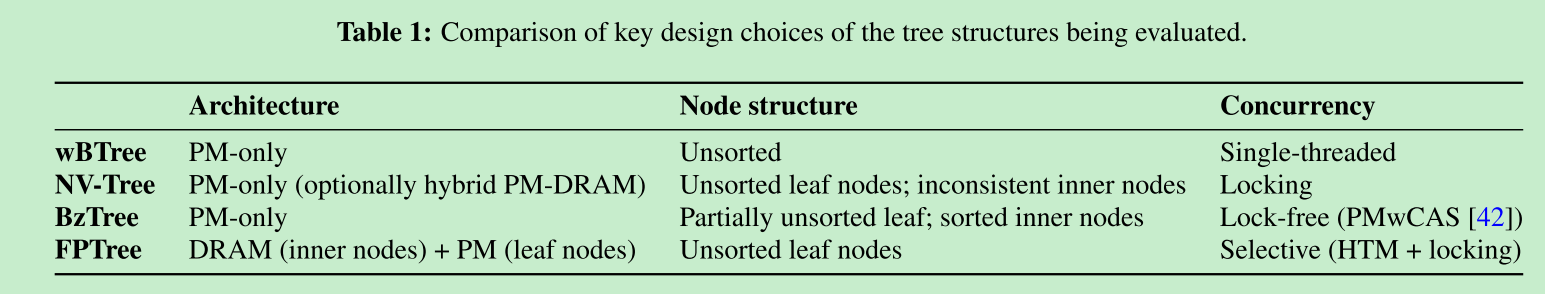 Table 1: Comparison of key design choices of the tree structures being evaluated.
Architecture Node structure Concurrency
wBTree PM-only Unsorted Single-threaded
NV-Tree PM-only (optionally hybrid PM-DRAM) Unsorted leaf nodes; inconsistent inner nodes Locking
BzTree PM-only Partially unsorted leaf; sorted inner nodes Lock-free (PMwCAS [42])
FPTree DRAM (inner nodes) + PM (leaf nodes) Unsorted leaf nodes Selective (HTM + locking)